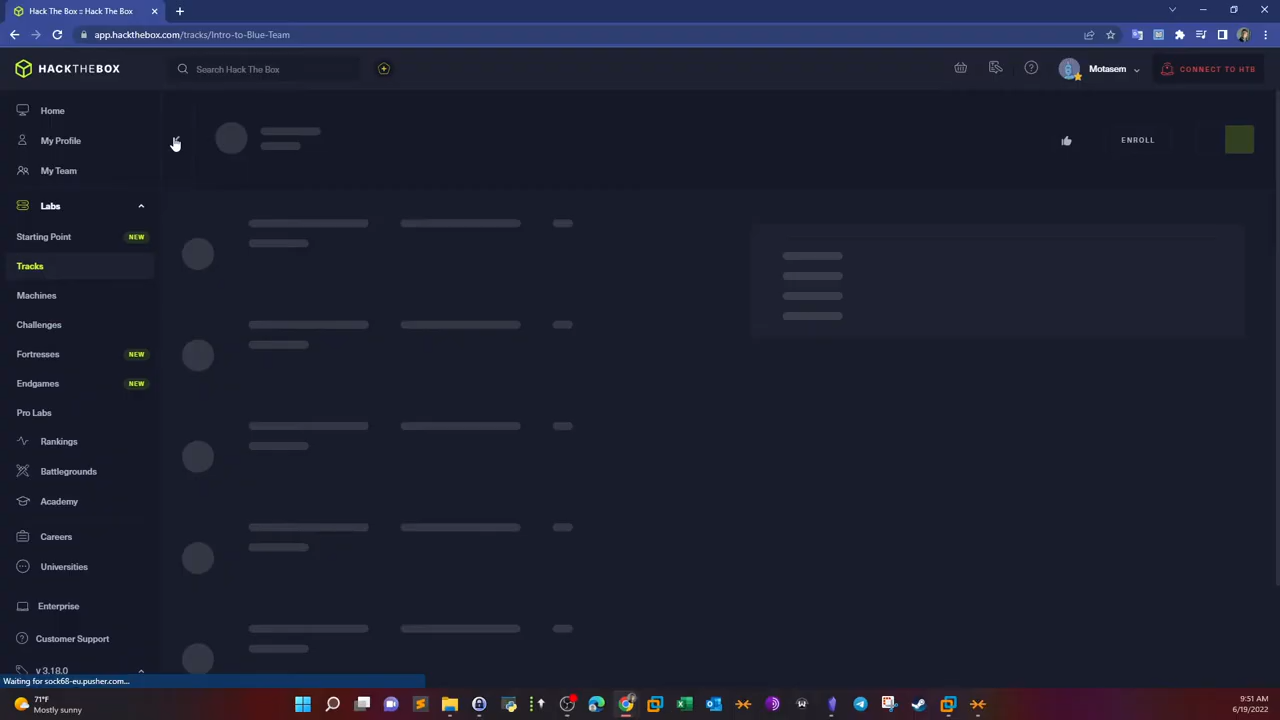 Hack The Box :: Hack The Box
app.hackthebox.com/tracks/Intro-to-Blue-Team
HACKTHEBOX
Search Hack The Box
Motasem
CONNECT TO HTB
Home
My Profile
ENROLL
My Team
Labs
Starting Point NEW
Tracks
Machines
Challenges
Fortresses NEW
Endgames NEW
Pro Labs
Rankings
Battlegrounds
Academy
Careers
Universities
Enterprise
Customer Support
v 3.18.0
Waiting for sock68-eu.pusher.com...
71°F
Mostly sunny
9:51 AM
6/19/2022